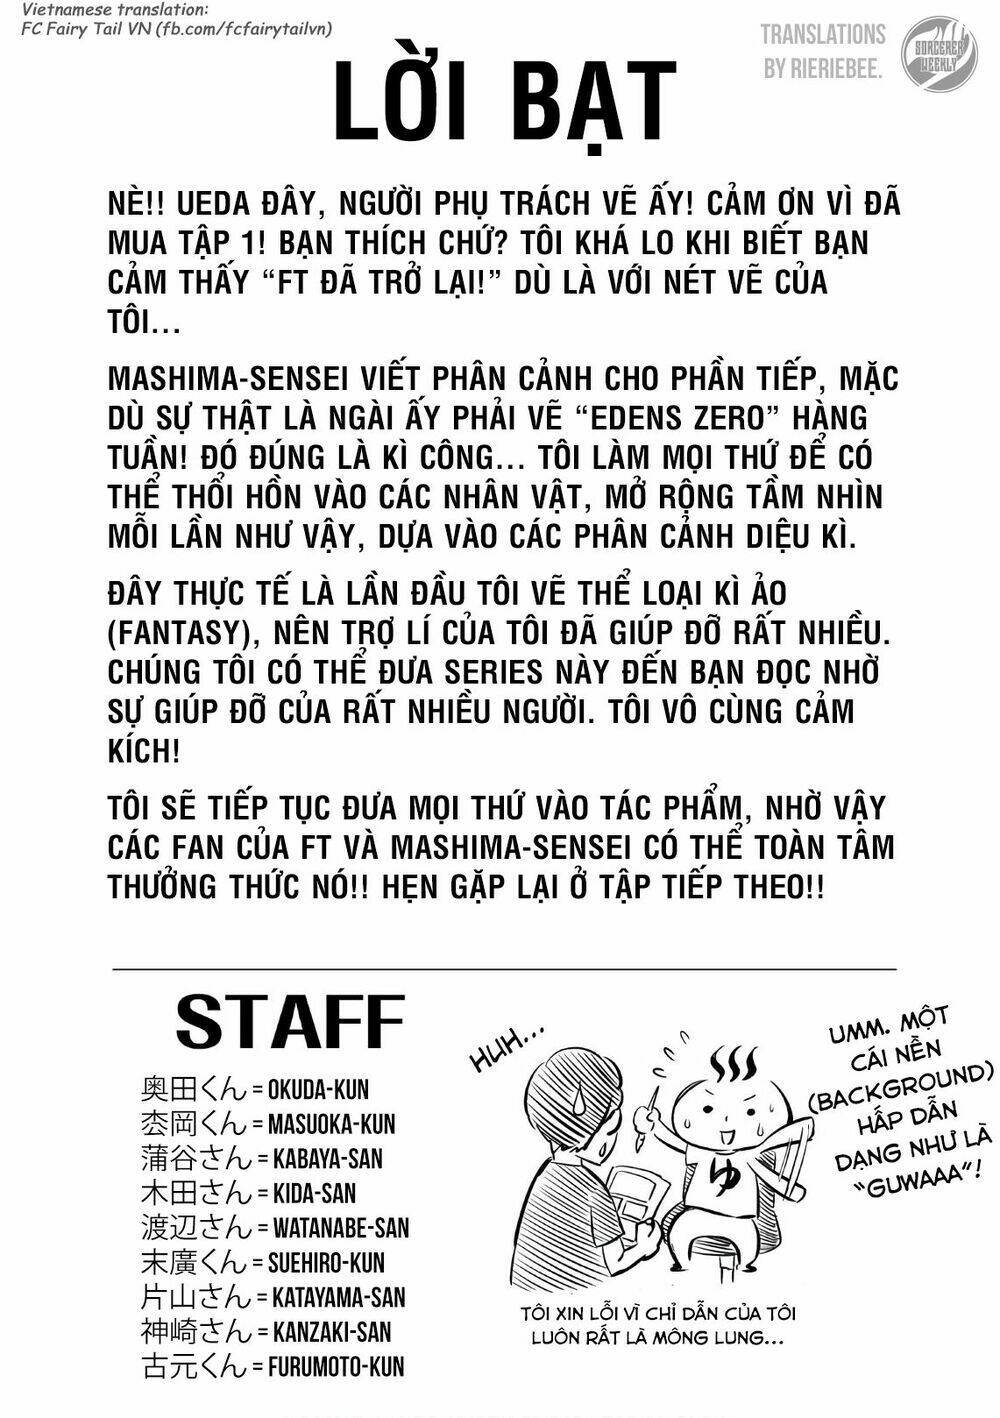 Vietnamese translation:
FC Fairy Tail VN (fb.com/fcfairytailvn)
TRANSLATIONS
BY RIERIEBEE.
SORCERER
WEEKLY
LỜI BẠT
NÈ!! UEDA ĐÂY, NGƯỜI PHỤ TRÁCH VẼ ẤY! CẢM ƠN VÌ ĐÃ
MUA TẬP 1! BẠN THÍCH CHỨ? TÔI KHÁ LO KHI BIẾT BẠN
CẢM THẤY “FT ĐÃ TRỞ LẠI!” DÙ LÀ VỚI NÉT VẼ CỦA
TÔI...
MASHIMA-SENSEI VIẾT PHÂN CẢNH CHO PHẦN TIẾP, MẶC
DÙ SỰ THẬT LÀ NGÀI ẤY PHẢI VẼ “EDENS ZERO” HÀNG
TUẦN! ĐÓ ĐÚNG LÀ KÌ CÔNG... TÔI LÀM MỌI THỨ ĐỂ CÓ
THỂ THỔI HỒN VÀO CÁC NHÂN VẬT, MỞ RỘNG TẦM NHÌN
MỖI LẦN NHƯ VẬY, DỰA VÀO CÁC PHÂN CẢNH DIỆU KÌ.
ĐÂY THỰC TẾ LÀ LẦN ĐẦU TÔI VẼ THỂ LOẠI KÌ ẢO
(FANTASY), NÊN TRỢ LÍ CỦA TÔI ĐÃ GIÚP ĐỠ RẤT NHIỀU.
CHÚNG TÔI CÓ THỂ ĐƯA SERIES NÀY ĐẾN BẠN ĐỌC NHỜ
SỰ GIÚP ĐỠ CỦA RẤT NHIỀU NGƯỜI. TÔI VÔ CÙNG CẢM
KÍCH!
TÔI SẼ TIẾP TỤC ĐƯA MỌI THỨ VÀO TÁC PHẨM, NHỜ VẬY
CÁC FAN CỦA FT VÀ MASHIMA-SENSEI CÓ THỂ TOÀN TÂM
THƯỞNG THỨC NÓ!! HẸN GẶP LẠI Ở TẬP TIẾP THEO!!
STAFF
奥田くん = OKUDA-KUN
枩岡くん = MASUOKA-KUN
蒲谷さん = KABAYA-SAN
木田さん = KIDA-SAN
渡辺さん = WATANABE-SAN
末廣くん = SUEHIRO-KUN
片山さん = KATAYAMA-SAN
神崎さん = KANZAKI-SAN
古元くん = FURUMOTO-KUN
HUH...
ゆ
UMM. MỘT
CÁI NỀN
(BACKGROUND)
HẤP DẪN
DẠNG NHƯ LÀ
“GUWAAA”!
TÔI XIN LỖI VÌ CHỈ DẪN CỦA TÔI
LUÔN RẤT LÀ MÔNG LUNG...